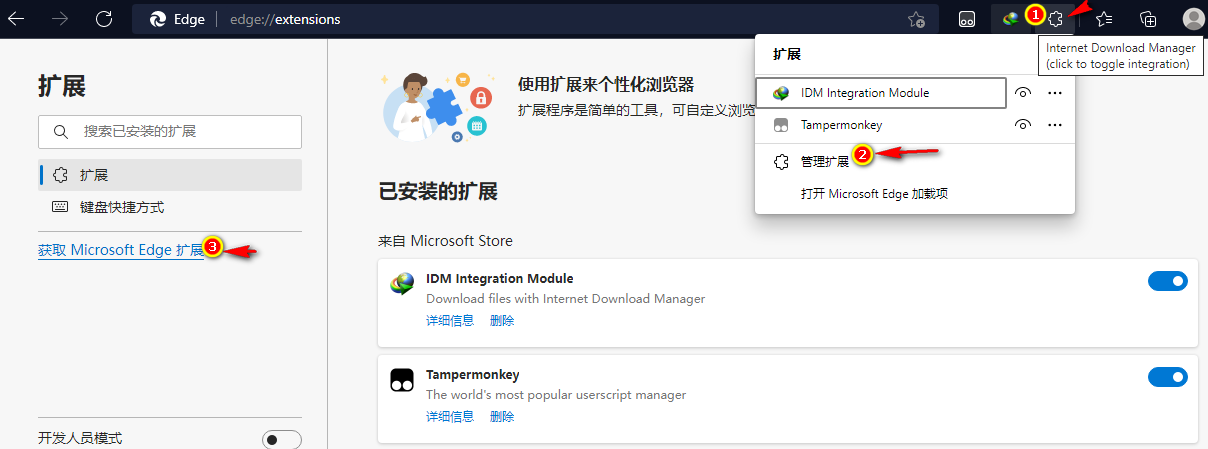 Edge
edge://extensions
1
Internet Download Manager
(click to toggle integration)
扩展
IDM Integration Module
Tampermonkey
管理扩展
2
打开 Microsoft Edge 加载项
扩展
搜索已安装的扩展
扩展
键盘快捷方式
获取 Microsoft Edge 扩展
3
开发人员模式
使用扩展来个性化浏览器
扩展程序是简单的工具，可自定义浏览
已安装的扩展
来自 Microsoft Store
IDM Integration Module
Download files with Internet Download Manager
详细信息 删除
Tampermonkey
The world's most popular userscript manager
详细信息 删除